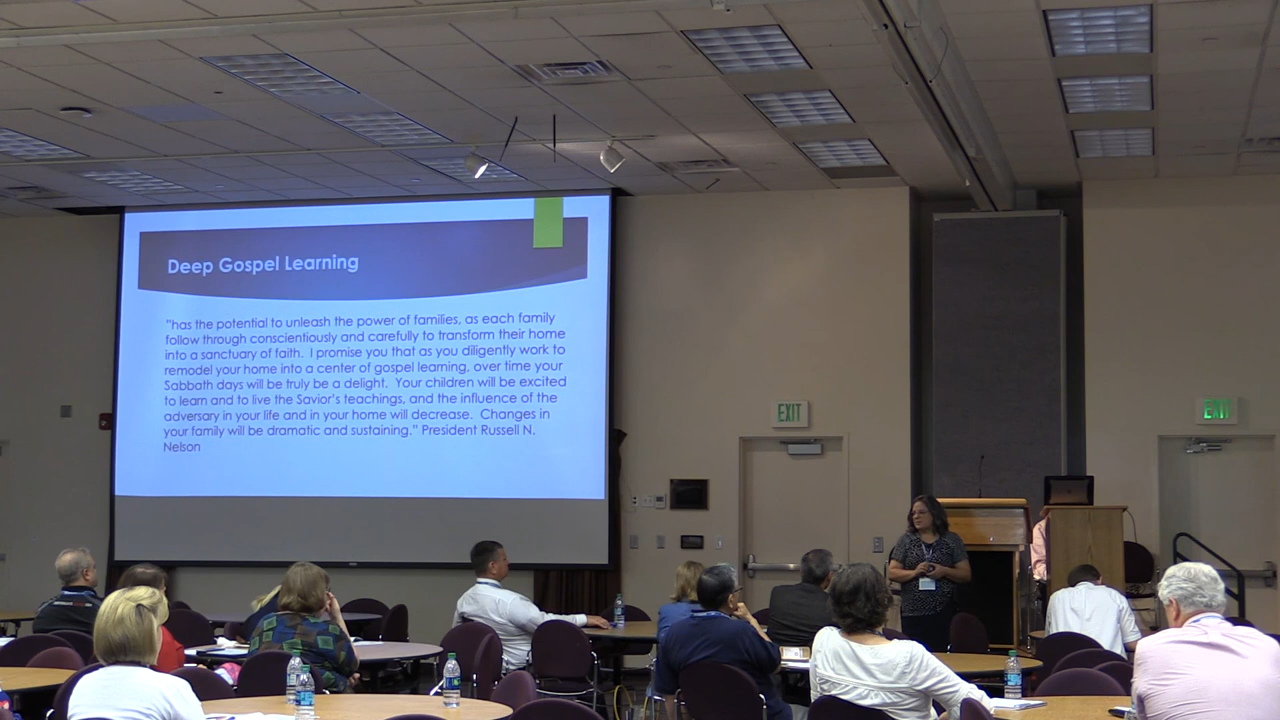 Deep Gospel Learning
"has the potential to unleash the power of families, as each family
follow through conscientiously and carefully to transform their home
into a sanctuary of faith. I promise you that as you diligently work to
remodel your home into a center of gospel learning, over time your
Sabbath days will be truly be a delight. Your children will be excited
to learn and to live the Savior's teachings, and the influence of the
adversary in your life and in your home will decrease. Changes in
your family will be dramatic and sustaining." President Russell N.
Nelson
EXIT
EXIT